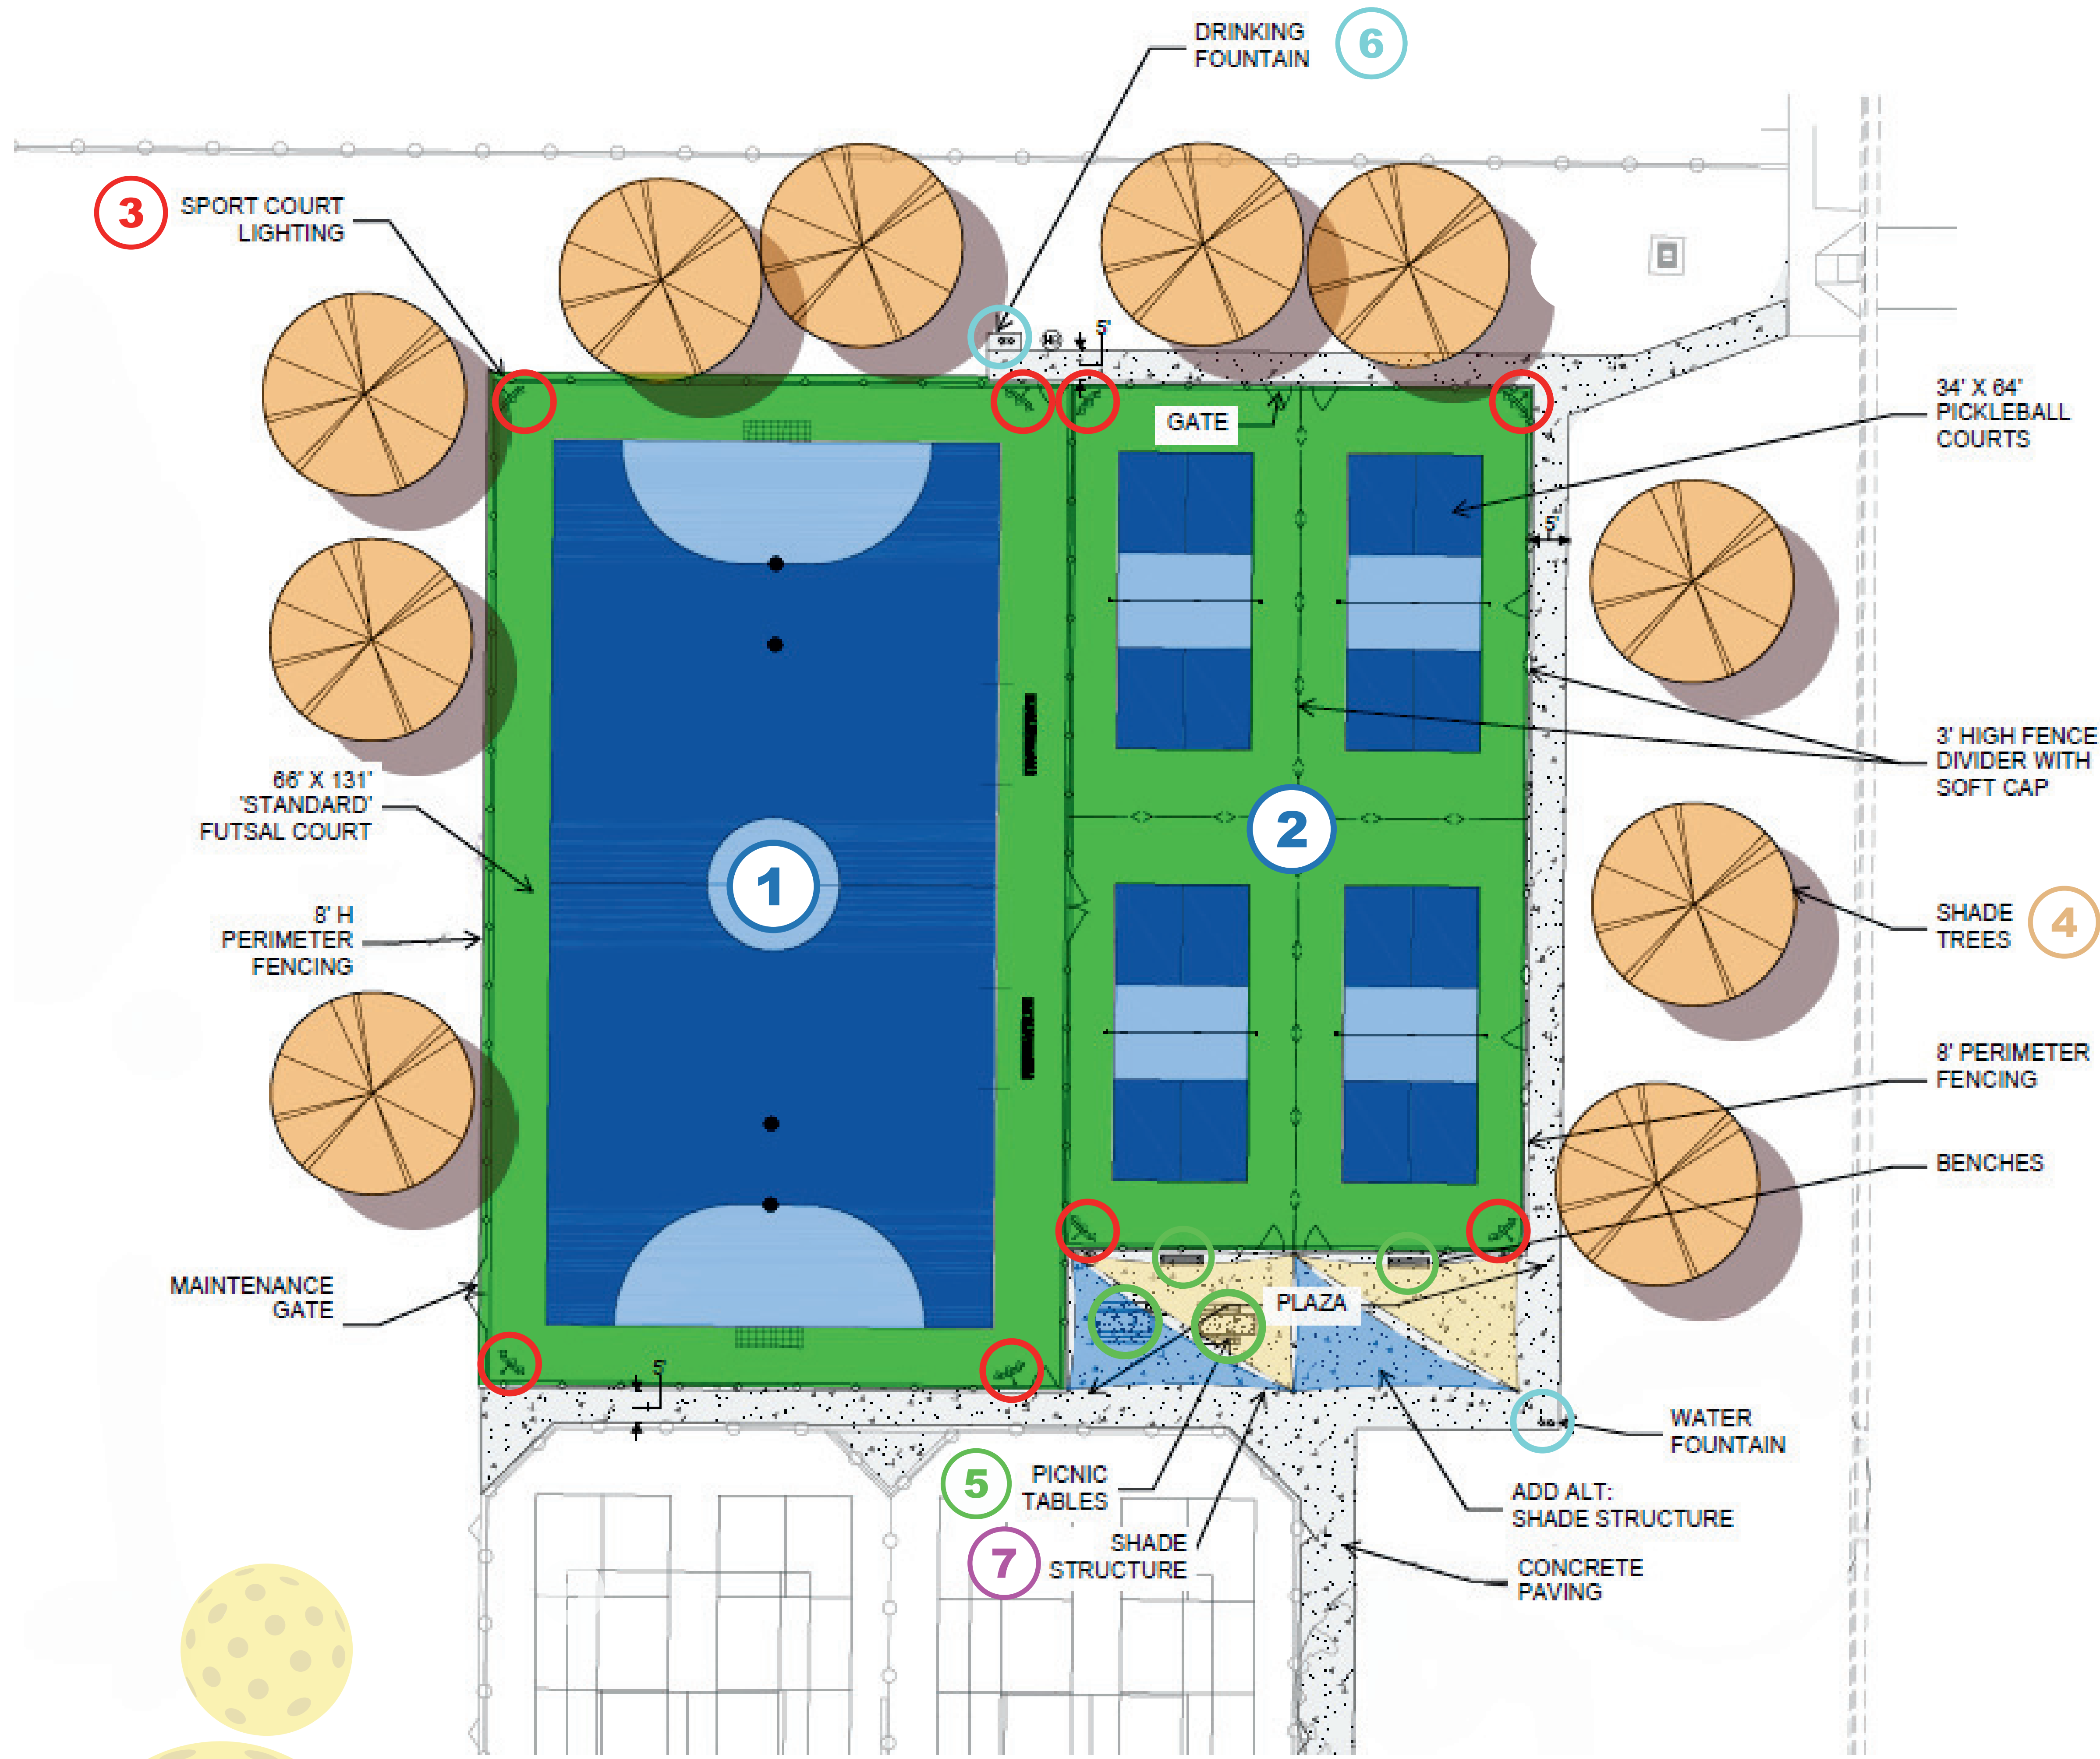 DRINKING
FOUNTAIN
6
3
SPORT COURT
LIGHTING
5'
GATE
34' X 64'
PICKLEBALL
COURTS
5'
66' X 131'
'STANDARD'
FUTSAL COURT
1
2
3' HIGH FENCE
DIVIDER WITH
SOFT CAP
8' H
PERIMETER
FENCING
SHADE
TREES
4
8' PERIMETER
FENCING
BENCHES
MAINTENANCE
GATE
PLAZA
5'
WATER
FOUNTAIN
5
PICNIC
TABLES
ADD ALT:
SHADE STRUCTURE
7
SHADE
STRUCTURE
CONCRETE
PAVING